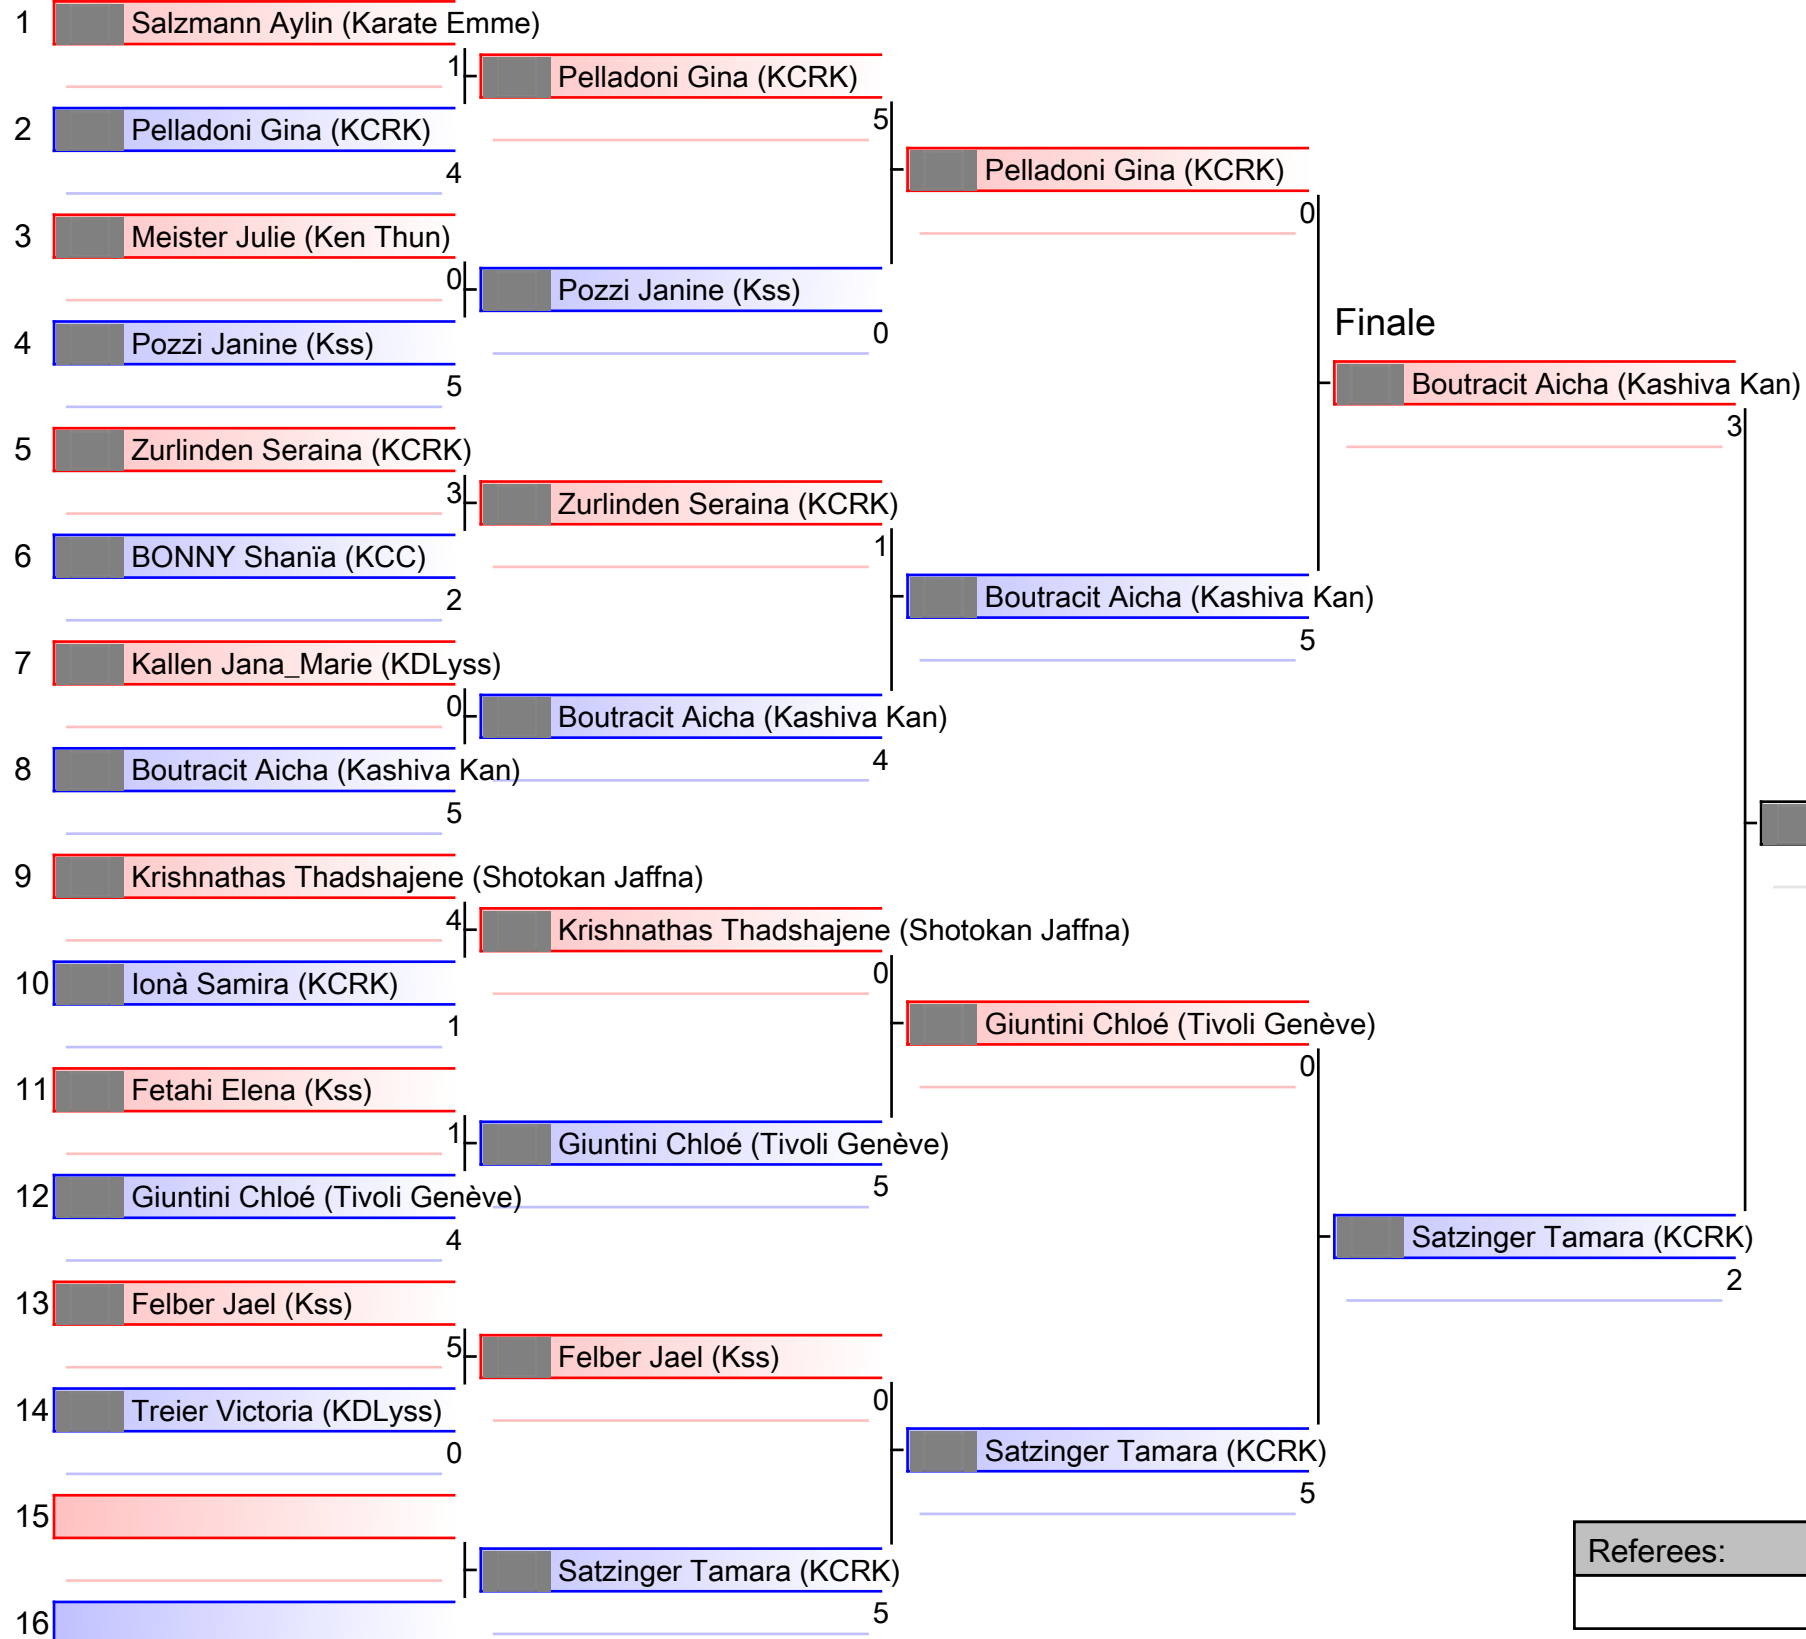 1 Salzmann Aylin (Karate Emme)
1
Pelladoni Gina (KCRK)
5
2 Pelladoni Gina (KCRK)
4
Pelladoni Gina (KCRK)
0
3 Meister Julie (Ken Thun)
0
Pozzi Janine (Kss)
0
4 Pozzi Janine (Kss)
5
Finale
Boutracit Aicha (Kashiva Kan)
3
5 Zurlinden Seraina (KCRK)
3
Zurlinden Seraina (KCRK)
1
6 BONNY Shanïa (KCC)
2
Boutracit Aicha (Kashiva Kan)
5
7 Kallen Jana_Marie (KDLyss)
0
Boutracit Aicha (Kashiva Kan)
4
8 Boutracit Aicha (Kashiva Kan)
5
9 Krishnathas Thadshajene (Shotokan Jaffna)
4
Krishnathas Thadshajene (Shotokan Jaffna)
0
10 Ionà Samira (KCRK)
1
Giuntini Chloé (Tivoli Genève)
0
11 Fetahi Elena (Kss)
1
Giuntini Chloé (Tivoli Genève)
5
12 Giuntini Chloé (Tivoli Genève)
4
Satzinger Tamara (KCRK)
2
13 Felber Jael (Kss)
5
Felber Jael (Kss)
0
14 Treier Victoria (KDLyss)
0
Satzinger Tamara (KCRK)
5
15
Satzinger Tamara (KCRK)
5
16
Referees: